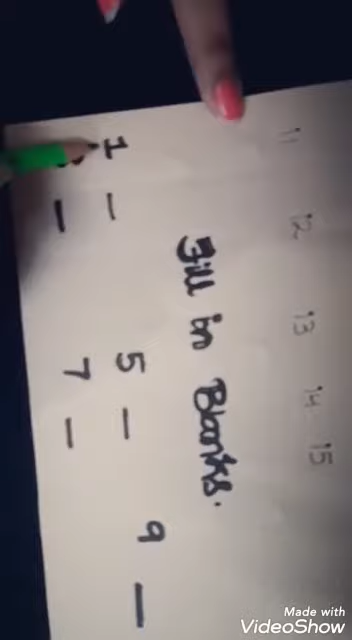 11 12 13 14 15
Fill in Blanks.
1 _ 5 _ 9 _
_ 7 _
Made with
VideoShow